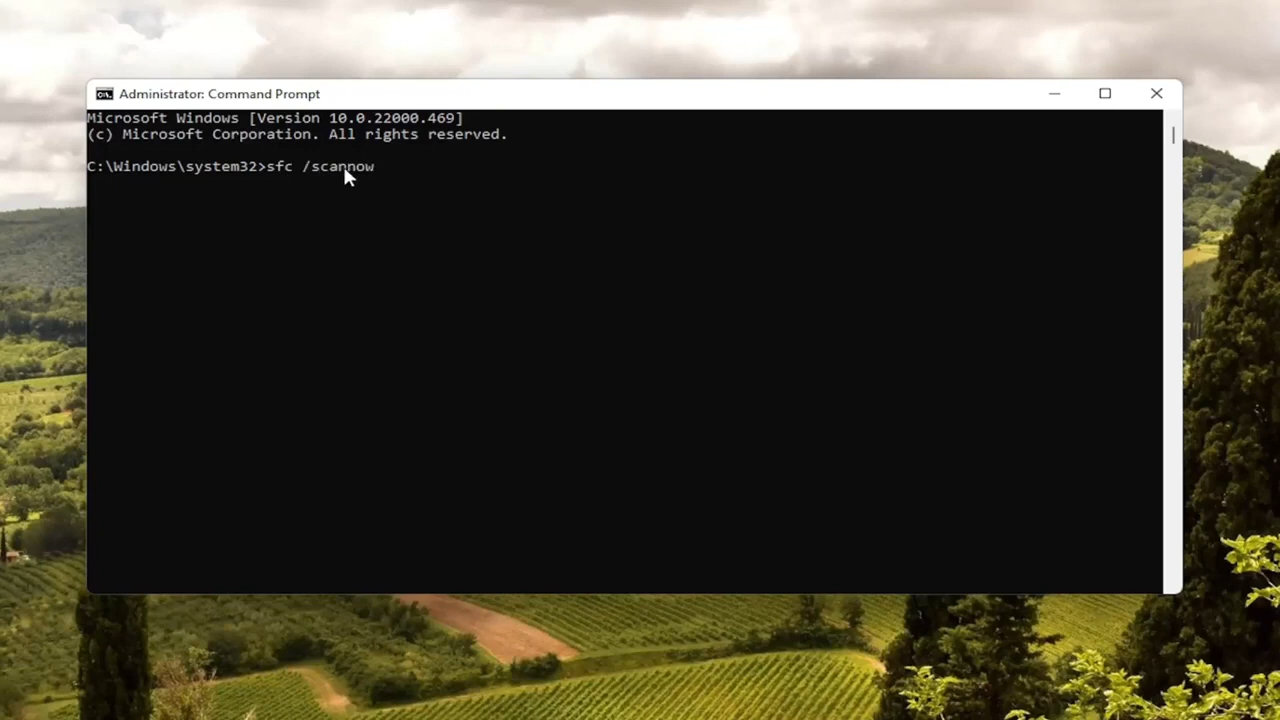 Administrator: Command Prompt
Microsoft Windows [Version 10.0.22000.469]
(c) Microsoft Corporation. All rights reserved.
C:\Windows\system32>sfc /scannow